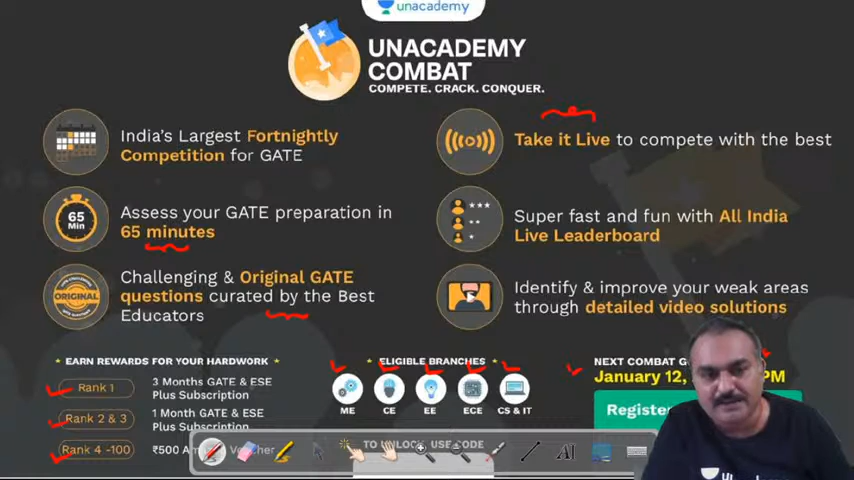 unacademy
UNACADEMY
COMBAT
COMPETE. CRACK. CONQUER.
India's Largest Fortnightly
Competition for GATE
Take it Live to compete with the best
65
Min
Assess your GATE preparation in
65 minutes
Super fast and fun with All India
Live Leaderboard
ORIGINAL
Challenging & Original GATE
questions curated by the Best
Educators
Identify & improve your weak areas
through detailed video solutions
★ EARN REWARDS FOR YOUR HARDWORK ★
Rank 1
3 Months GATE & ESE
Plus Subscription
Rank 2 & 3
1 Month GATE & ESE
Plus Subscription
Rank 4 -100
₹500
★ ELIGIBLE BRANCHES ★
ME
CE
EE
ECE
CS & IT
TO UNLOCK, USE CODE
NEXT COMBAT
January 12,
PM
Register